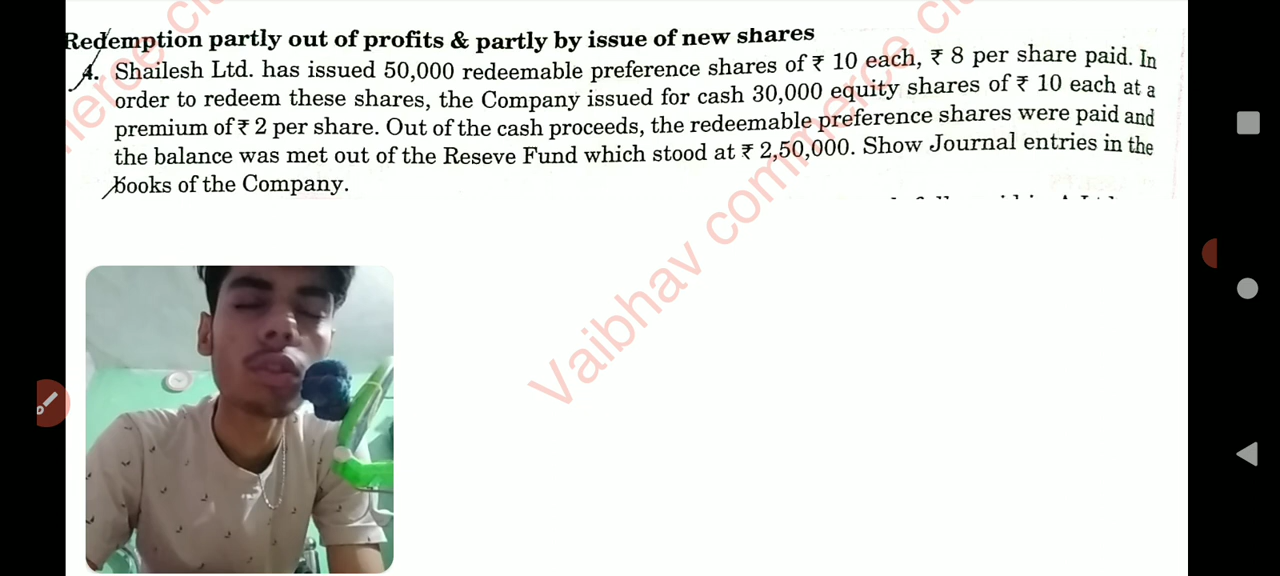 Redemption partly out of profits & partly by issue of new shares
4. Shailesh Ltd. has issued 50,000 redeemable preference shares of ₹ 10 each, ₹ 8 per share paid. In
order to redeem these shares, the Company issued for cash 30,000 equity shares of ₹ 10 each at a
premium of ₹ 2 per share. Out of the cash proceeds, the redeemable preference shares were paid and
the balance was met out of the Reseve Fund which stood at ₹ 2,50,000. Show Journal entries in the
books of the Company.
Vaibhav commerce